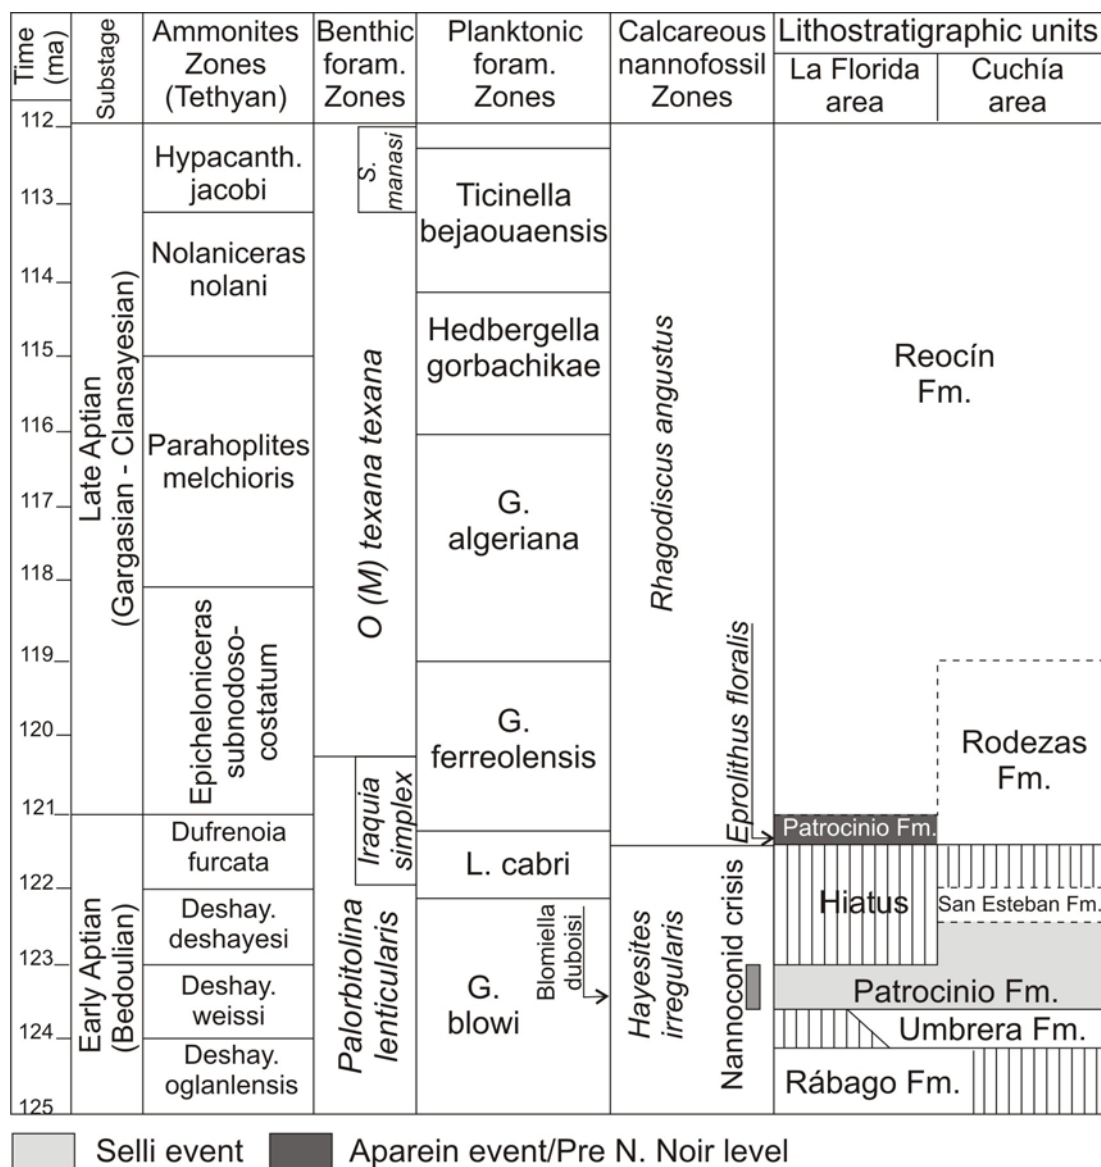 Time
(ma)
Substage
Ammonites
Zones
(Tethyan)
Benthic
foram.
Zones
Planktonic
foram.
Zones
Calcareous
nannofossil
Zones
Lithostratigraphic units
La Florida
area
Cuchía
area
112
113
114
115
116
117
118
119
120
121
122
123
124
125
Late Aptian
(Gargasian - Clansayesian)
Early Aptian
(Bedoulian)
Hypacanth.
jacobi
Nolaniceras
nolani
Parahoplites
melchioris
Epicheloniceras
subnodoso-
costatum
Dufrenoia
furcata
Deshay.
deshayesi
Deshay.
weissi
Deshay.
oglanlensis
S.
manasi
O (M) texana texana
Iraquia
simplex
Palorbitolina
lenticularis
Ticinella
bejaouaensis
Hedbergella
gorbachikae
G.
algeriana
G.
ferreolensis
L. cabri
G.
blowi
Blomiella
duboisi
Rhagodiscus angustus
Eprolithus floralis
Hayesites
irregularis
Nannoconid crisis
Reocín
Fm.
Rodezas
Fm.
Patrocinio Fm.
Hiatus
San Esteban Fm.
Patrocinio Fm.
Umbrera Fm.
Rábago Fm.
Selli event
Aparein event/Pre N. Noir level